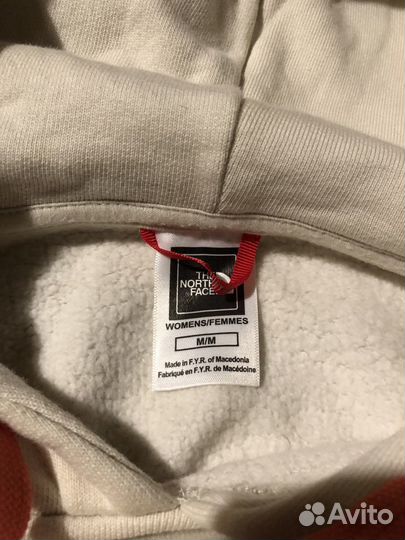 THE
NORTH
FACE
WOMENS/FEMMES
M/M
Made in F.Y.R. of Macedonia
Fabriqué en F.Y.R. de Macédoine
Avito